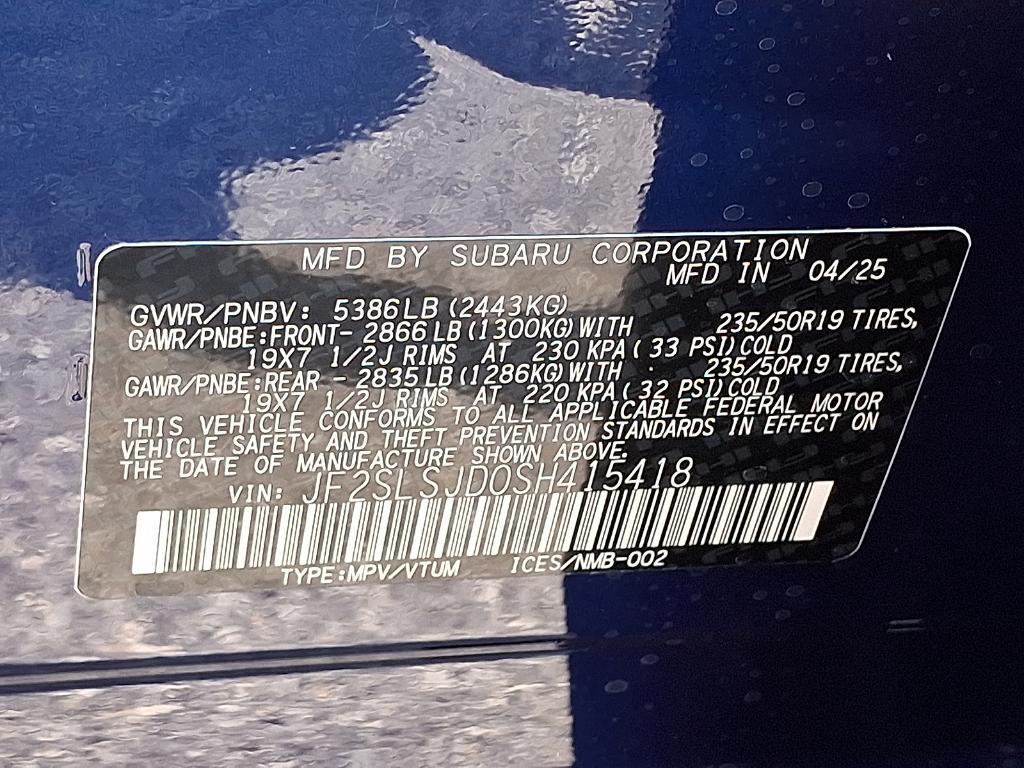 MFD BY SUBARU CORPORATION
MFD IN 04/25
GVWR/PNBV: 5386LB (2443KG)
GAWR/PNBE:FRONT- 2866LB (1300KG) WITH 235/50R19 TIRES,
19X7 1/2J RIMS AT 230 KPA ( 33 PSI) COLD
GAWR/PNBE:REAR - 2835LB (1286KG) WITH 235/50R19 TIRES,
19X7 1/2J RIMS AT 220 KPA ( 32 PSI) COLD
THIS VEHICLE CONFORMS TO ALL APPLICABLE FEDERAL MOTOR
VEHICLE SAFETY AND THEFT PREVENTION STANDARDS IN EFFECT ON
THE DATE OF MANUFACTURE SHOWN ABOVE.
VIN: JF2SLSJD0SH415418
TYPE:MPV/VTUM ICES/NMB-002